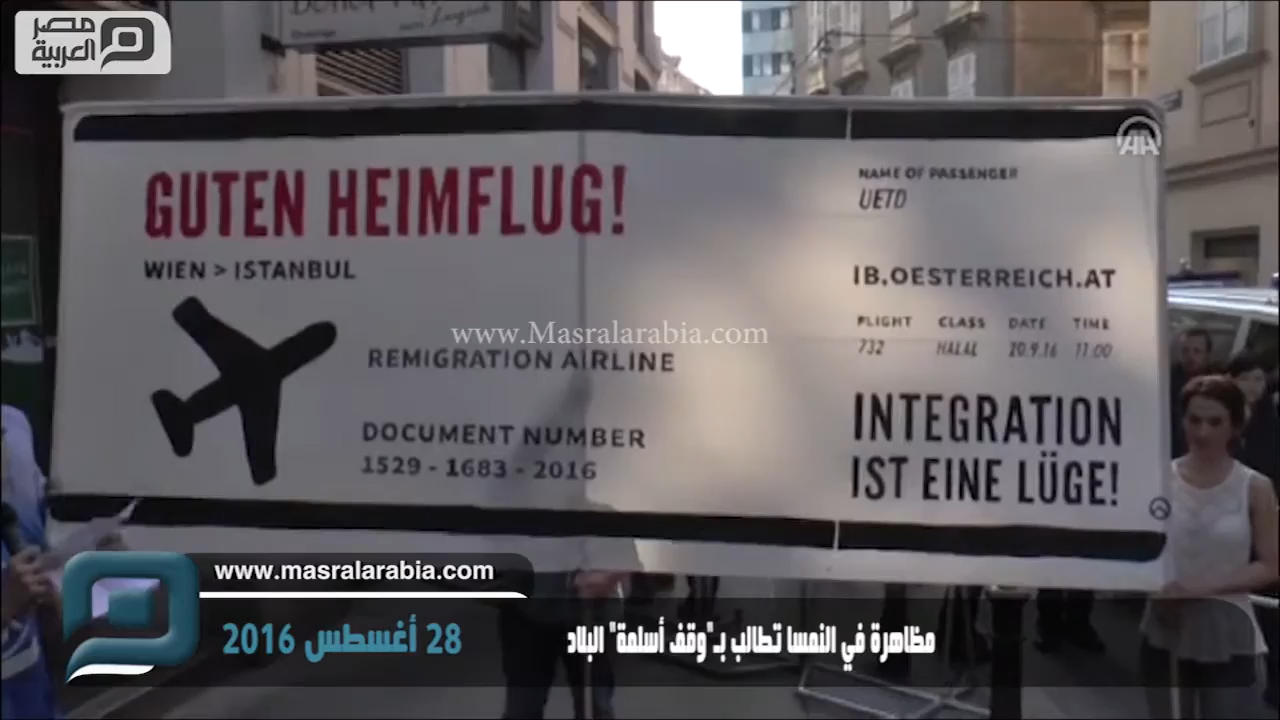 مصر
العربية
GUTEN HEIMFLUG!
WIEN > ISTANBUL
REMIGRATION AIRLINE
DOCUMENT NUMBER
1529 - 1683 - 2016
AA
NAME OF PASSENGER
UETD
IB.OESTERREICH.AT
FLIGHT CLASS DATE TIME
732 HALAL 20.9.16 11:00
INTEGRATION
IST EINE LÜGE!
www.Masralarabia.com
www.masralarabia.com
مظاهرة في النمسا تطالب بـ"وقف أسلمة" البلاد
28 أغسطس 2016